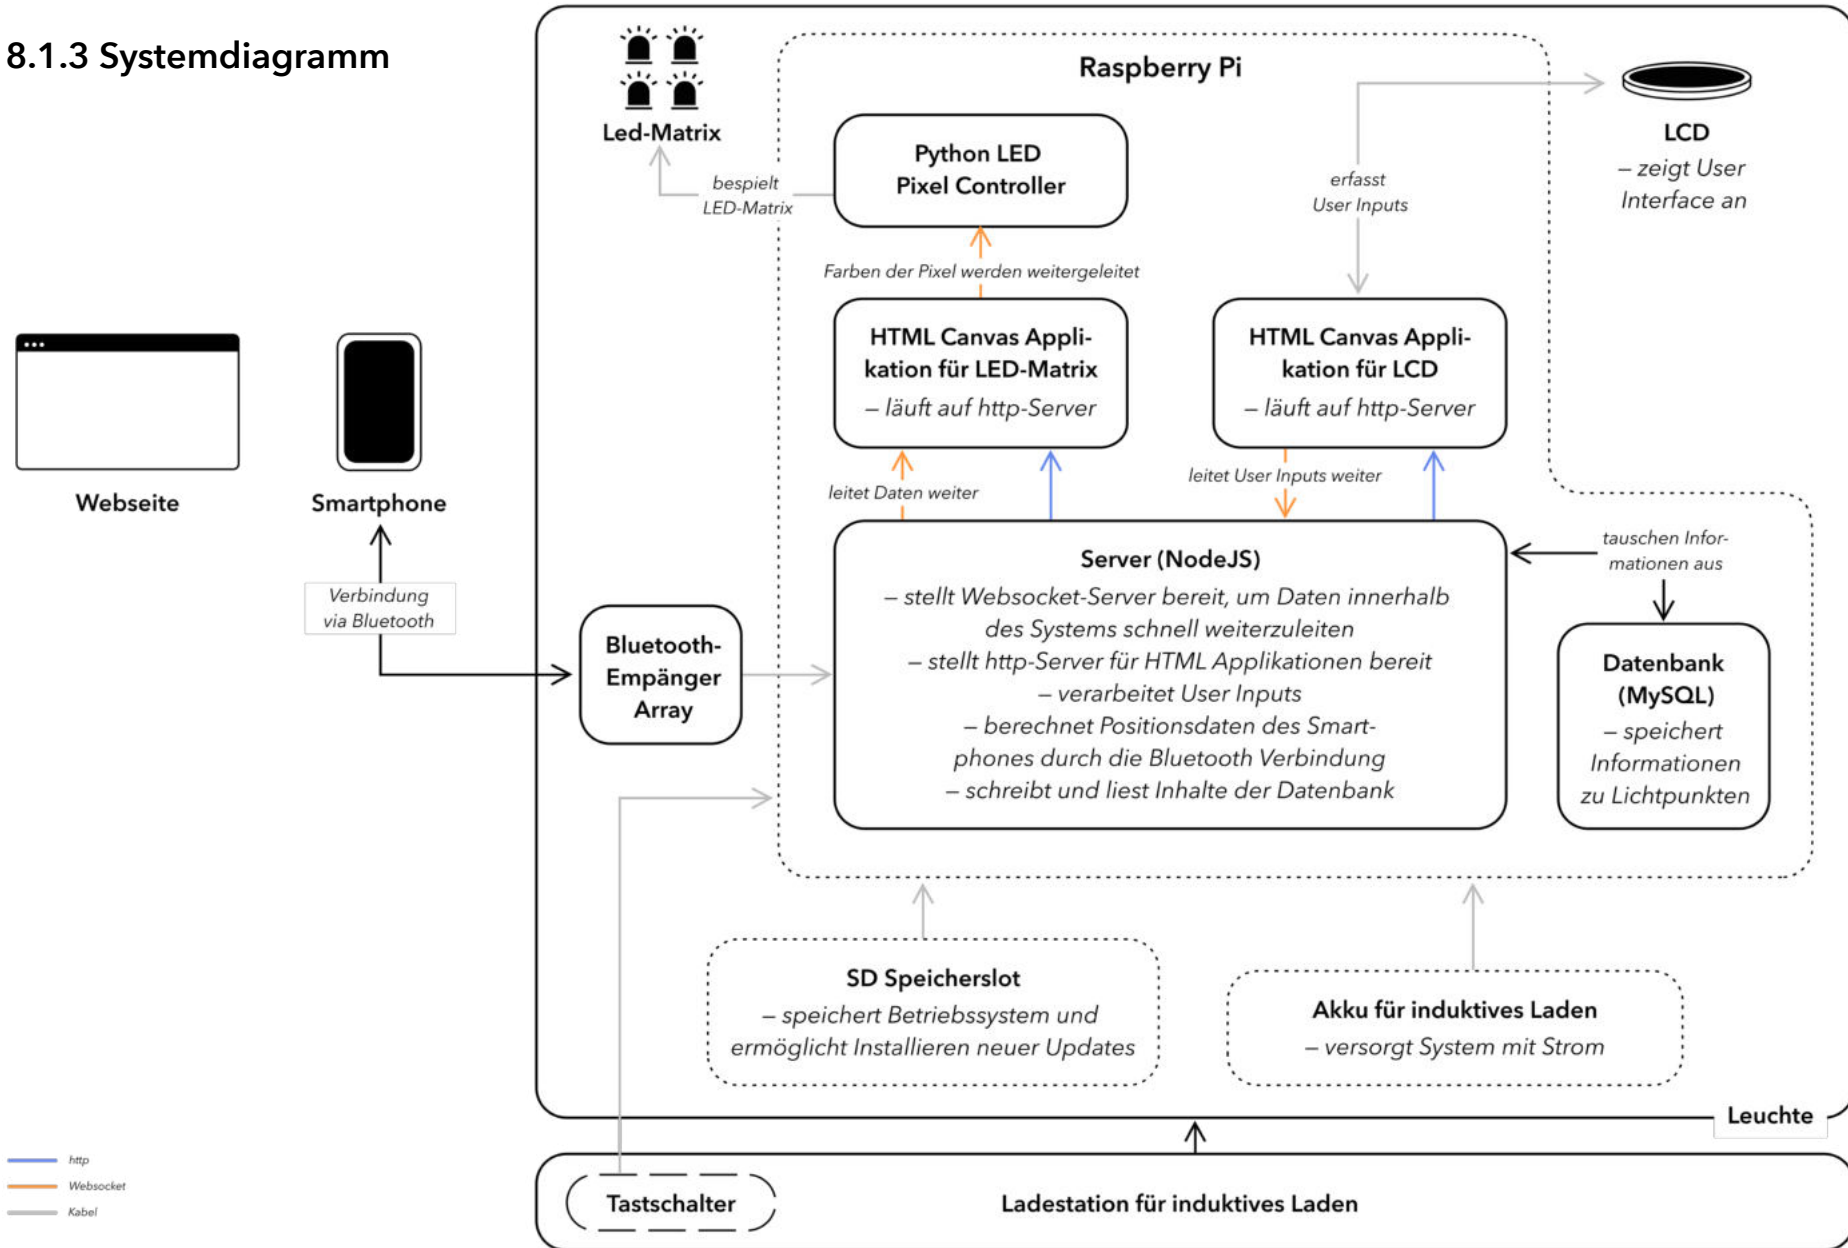 8.1.3 Systemdiagramm
Raspberry Pi
Led-Matrix
bespielt
LED-Matrix
Python LED
Pixel Controller
erfasst
User Inputs
LCD
– zeigt User
Interface an
Farben der Pixel werden weitergeleitet
HTML Canvas Appli-
kation für LED-Matrix
– läuft auf http-Server
HTML Canvas Appli-
kation für LCD
– läuft auf http-Server
Webseite
Smartphone
leitet Daten weiter
leitet User Inputs weiter
Verbindung
via Bluetooth
Bluetooth-
Empänger
Array
Server (NodeJS)
– stellt Websocket-Server bereit, um Daten innerhalb
des Systems schnell weiterzuleiten
– stellt http-Server für HTML Applikationen bereit
– verarbeitet User Inputs
– berechnet Positionsdaten des Smart-
phones durch die Bluetooth Verbindung
– schreibt und liest Inhalte der Datenbank
tauschen Infor-
mationen aus
Datenbank
(MySQL)
– speichert
Informationen
zu Lichtpunkten
SD Speicherslot
– speichert Betriebssystem und
ermöglicht Installieren neuer Updates
Akku für induktives Laden
– versorgt System mit Strom
Leuchte
http
Websocket
Kabel
Tastschalter
Ladestation für induktives Laden